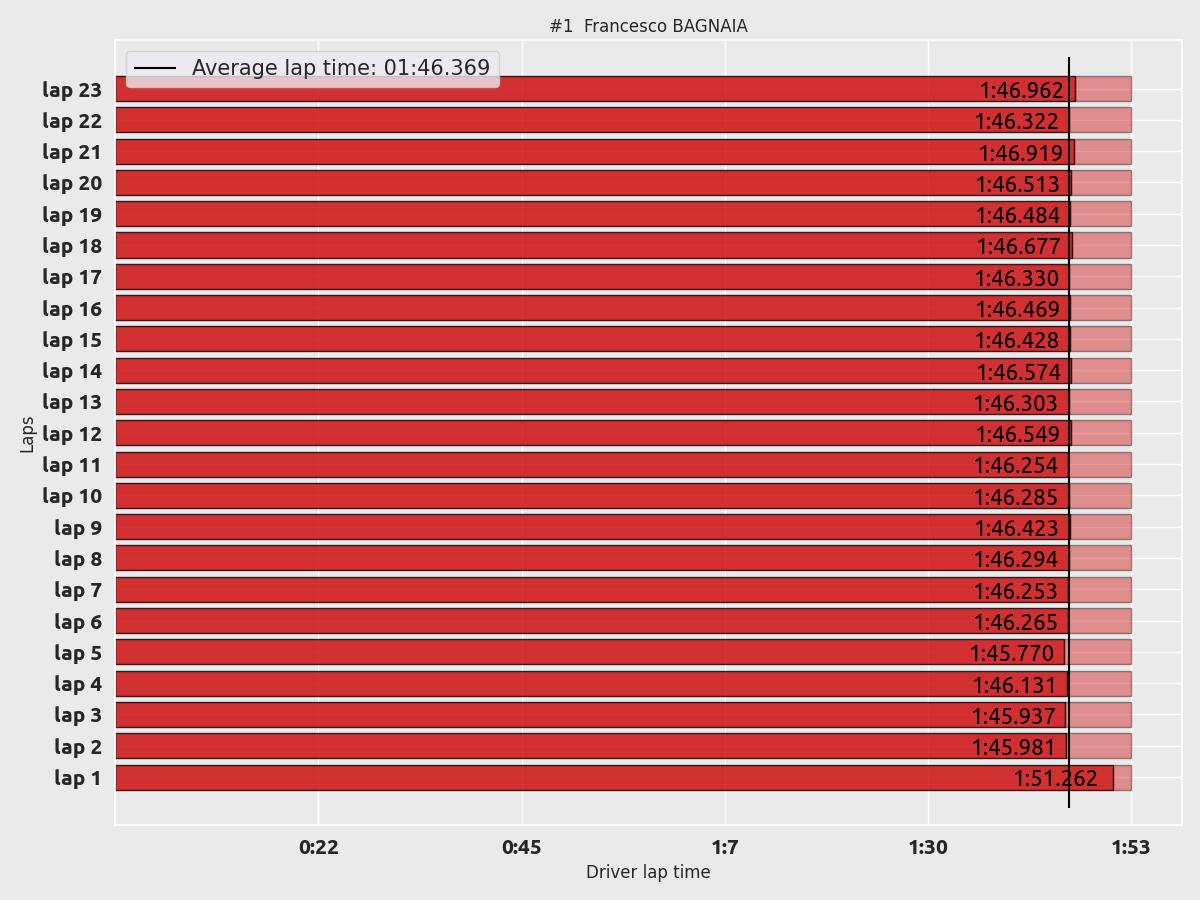 #1  Francesco BAGNAIA
Average lap time: 01:46.369
lap 23 1:46.962
lap 22 1:46.322
lap 21 1:46.919
lap 20 1:46.513
lap 19 1:46.484
lap 18 1:46.677
lap 17 1:46.330
lap 16 1:46.469
lap 15 1:46.428
lap 14 1:46.574
lap 13 1:46.303
lap 12 1:46.549
lap 11 1:46.254
lap 10 1:46.285
lap 9 1:46.423
lap 8 1:46.294
lap 7 1:46.253
lap 6 1:46.265
lap 5 1:45.770
lap 4 1:46.131
lap 3 1:45.937
lap 2 1:45.981
lap 1 1:51.262
Laps
0:22 0:45 1:7 1:30 1:53
Driver lap time